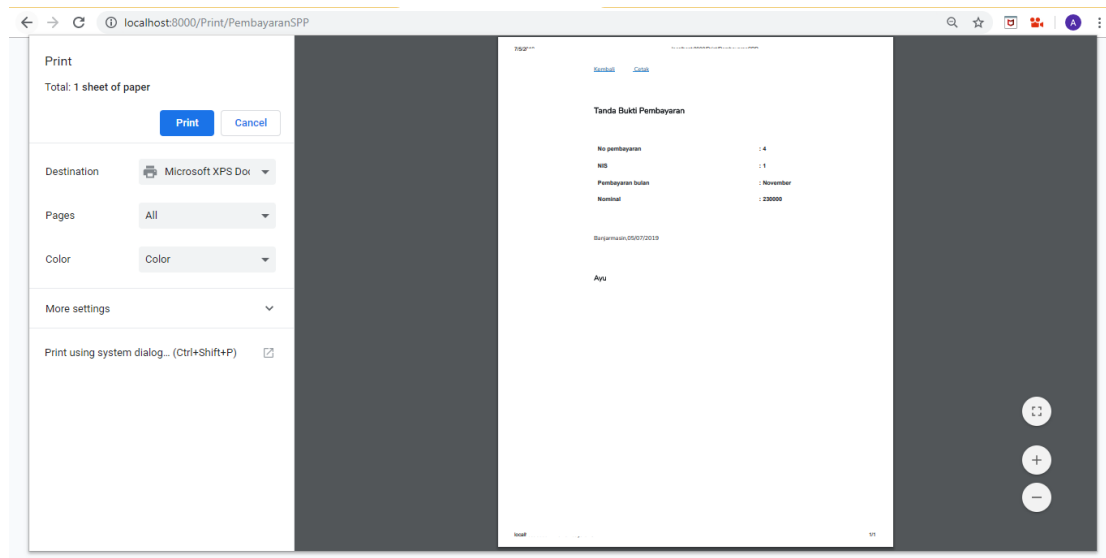 localhost:8000/Print/PembayaranSPP
A
Print
Total: 1 sheet of paper
Print Cancel
Destination Microsoft XPS Do
Pages All
Color Color
More settings
Print using system dialog... (Ctrl+Shift+P)
Kembali Cetak
Tanda Bukti Pembayaran
No pembayaran : 4
NIS : 1
Pembayaran bulan : November
Nominal : 230000
Banjarmasin,05/07/2019
Ayu
1/1